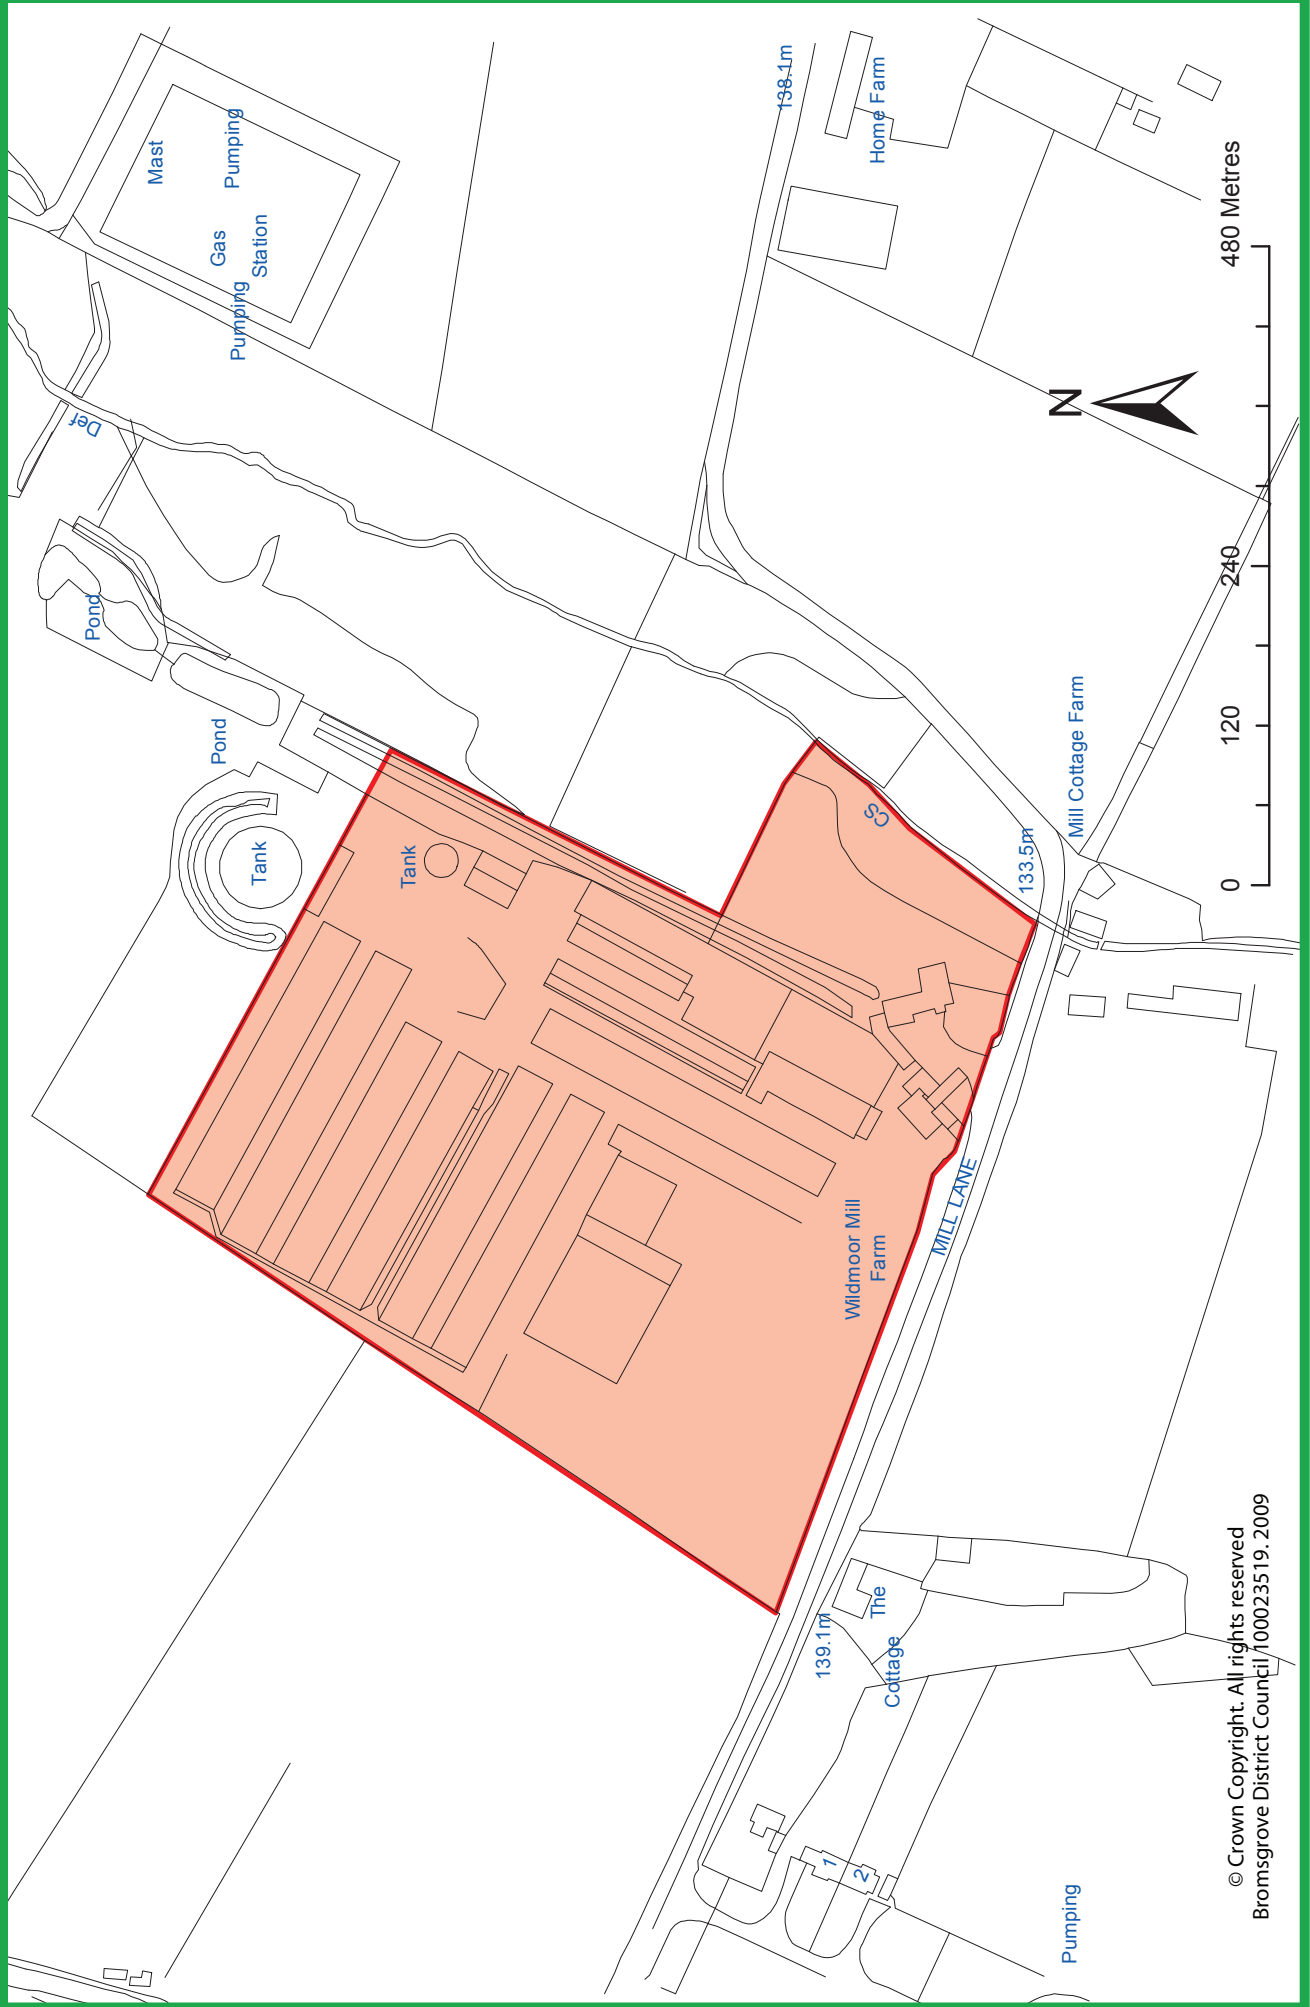 Mast
Pumping
Gas
Station
Pumping
Def
Pond
Pond
Tank
Tank
138.1m
Home Farm
CS
133.5m
Mill Cottage Farm
Wildmoor Mill
Farm
MILL LANE
139.1m
The
Cottage
1
2
Pumping
N
0
120
240
480 Metres
© Crown Copyright. All rights reserved
Bromsgrove District Council 100023519. 2009